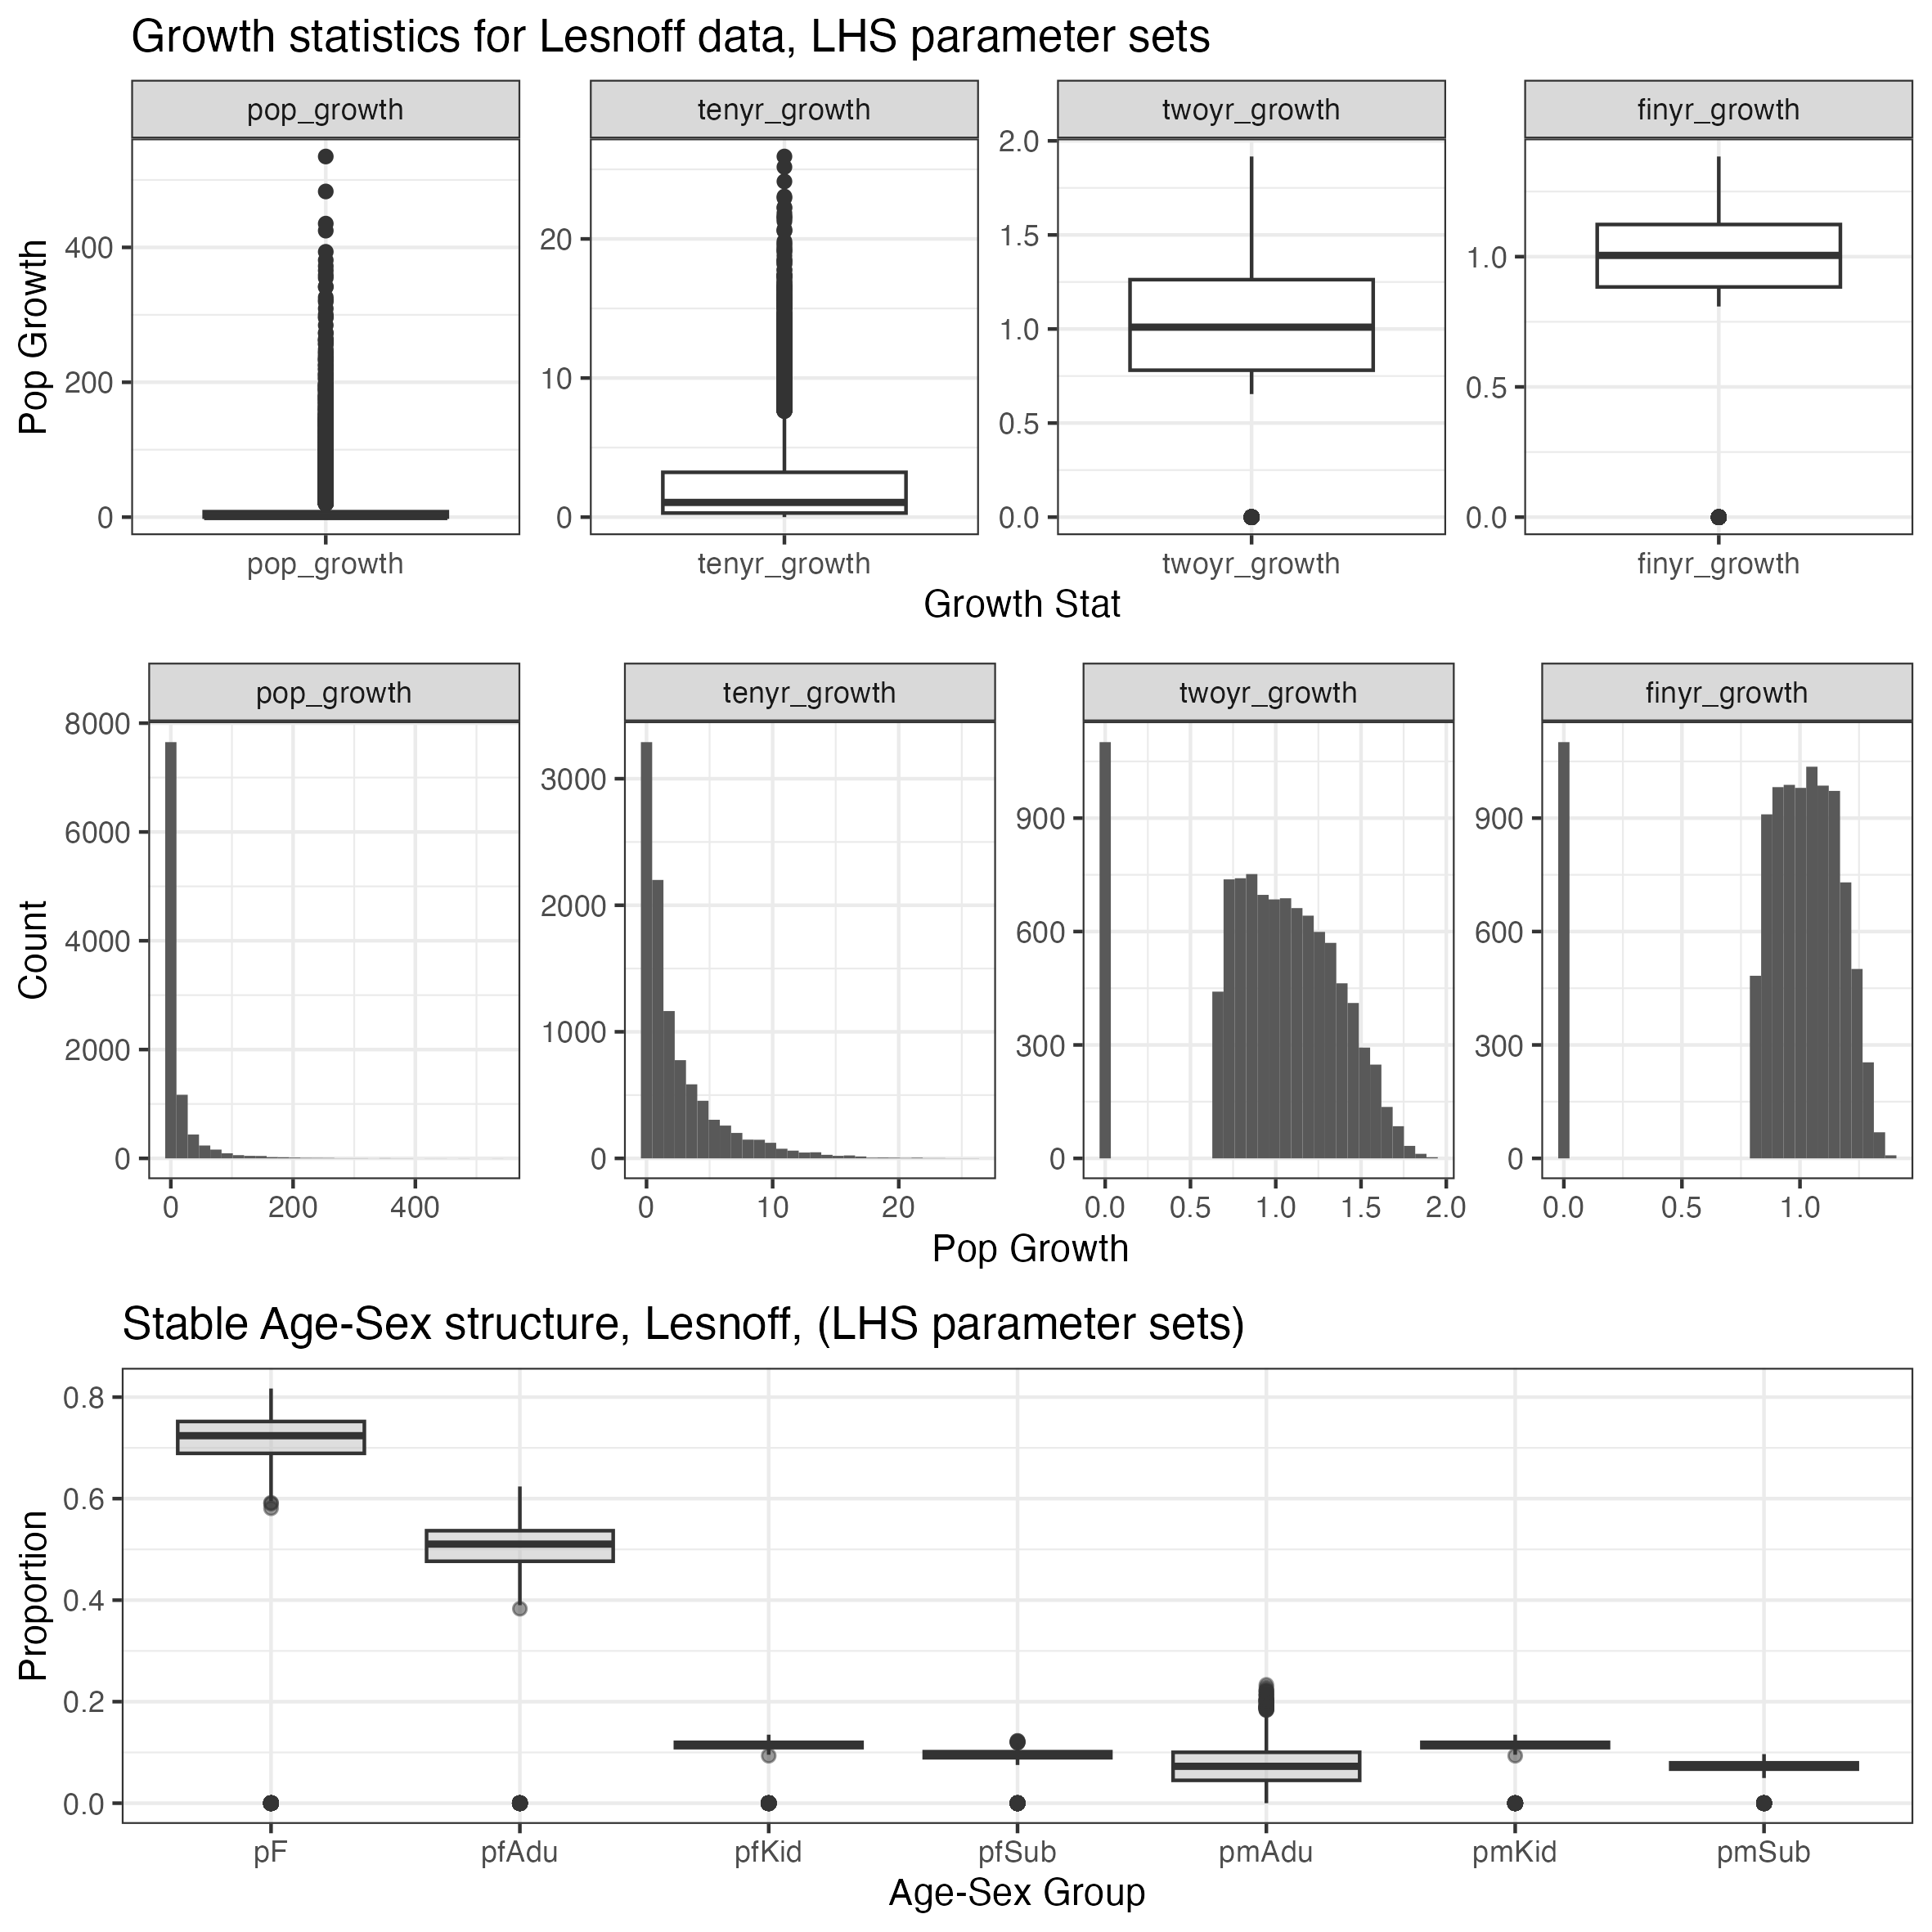 Growth statistics for Lesnoff data, LHS parameter sets
pop_growth tenyr_growth twoyr_growth finyr_growth
Pop Growth
400
200
0
20
10
0
2.0
1.5
1.0
0.5
0.0
1.0
0.5
0.0
pop_growth tenyr_growth twoyr_growth finyr_growth
Growth Stat
pop_growth tenyr_growth twoyr_growth finyr_growth
Count
8000
6000
4000
2000
0
3000
2000
1000
0
900
600
300
0
900
600
300
0
0 200 400
0 10 20
0.0 0.5 1.0 1.5 2.0
0.0 0.5 1.0
Pop Growth
Stable Age-Sex structure, Lesnoff, (LHS parameter sets)
Proportion
0.8
0.6
0.4
0.2
0.0
pF pfAdu pfKid pfSub pmAdu pmKid pmSub
Age-Sex Group